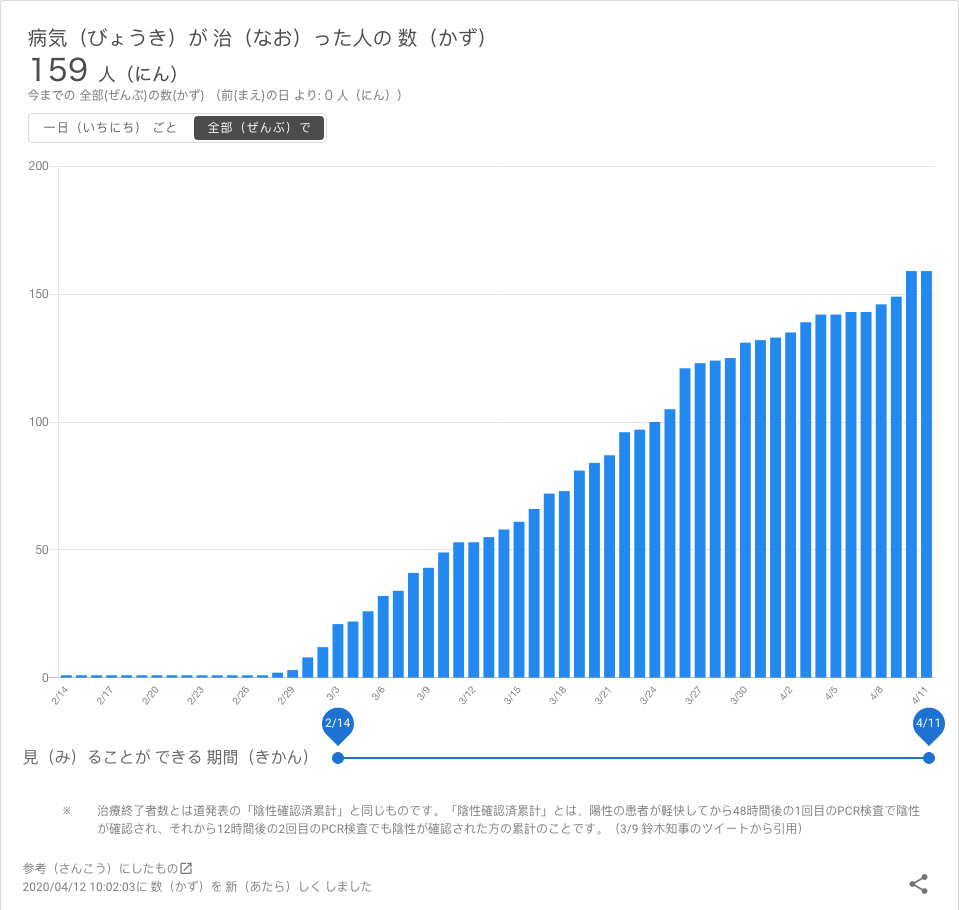 病気（びょうき）が 治（なお）った人の 数（かず）
159 人（にん）
今までの 全部(ぜんぶ)の数(かず) （前(まえ)の日 より: 0 人（にん））
一日（いちにち） ごと 全部（ぜんぶ）で
200
150
100
50
0
2/14 2/17 2/20 2/23 2/26 2/29 3/3 3/6 3/9 3/12 3/15 3/18 3/21 3/24 3/27 3/30 4/2 4/5 4/8 4/11
2/14 4/11
見（み）ることが できる 期間（きかん）
※ 治療終了者数とは道発表の「陰性確認済累計」と同じものです。「陰性確認済累計」とは、陽性の患者が軽快してから48時間後の1回目のPCR検査で陰性
が確認され、それから12時間後の2回目のPCR検査でも陰性が確認された方の累計のことです。（3/9 鈴木知事のツイートから引用）
参考（さんこう）にしたもの
2020/04/12 10:02:03に 数（かず）を 新（あたら）しく しました